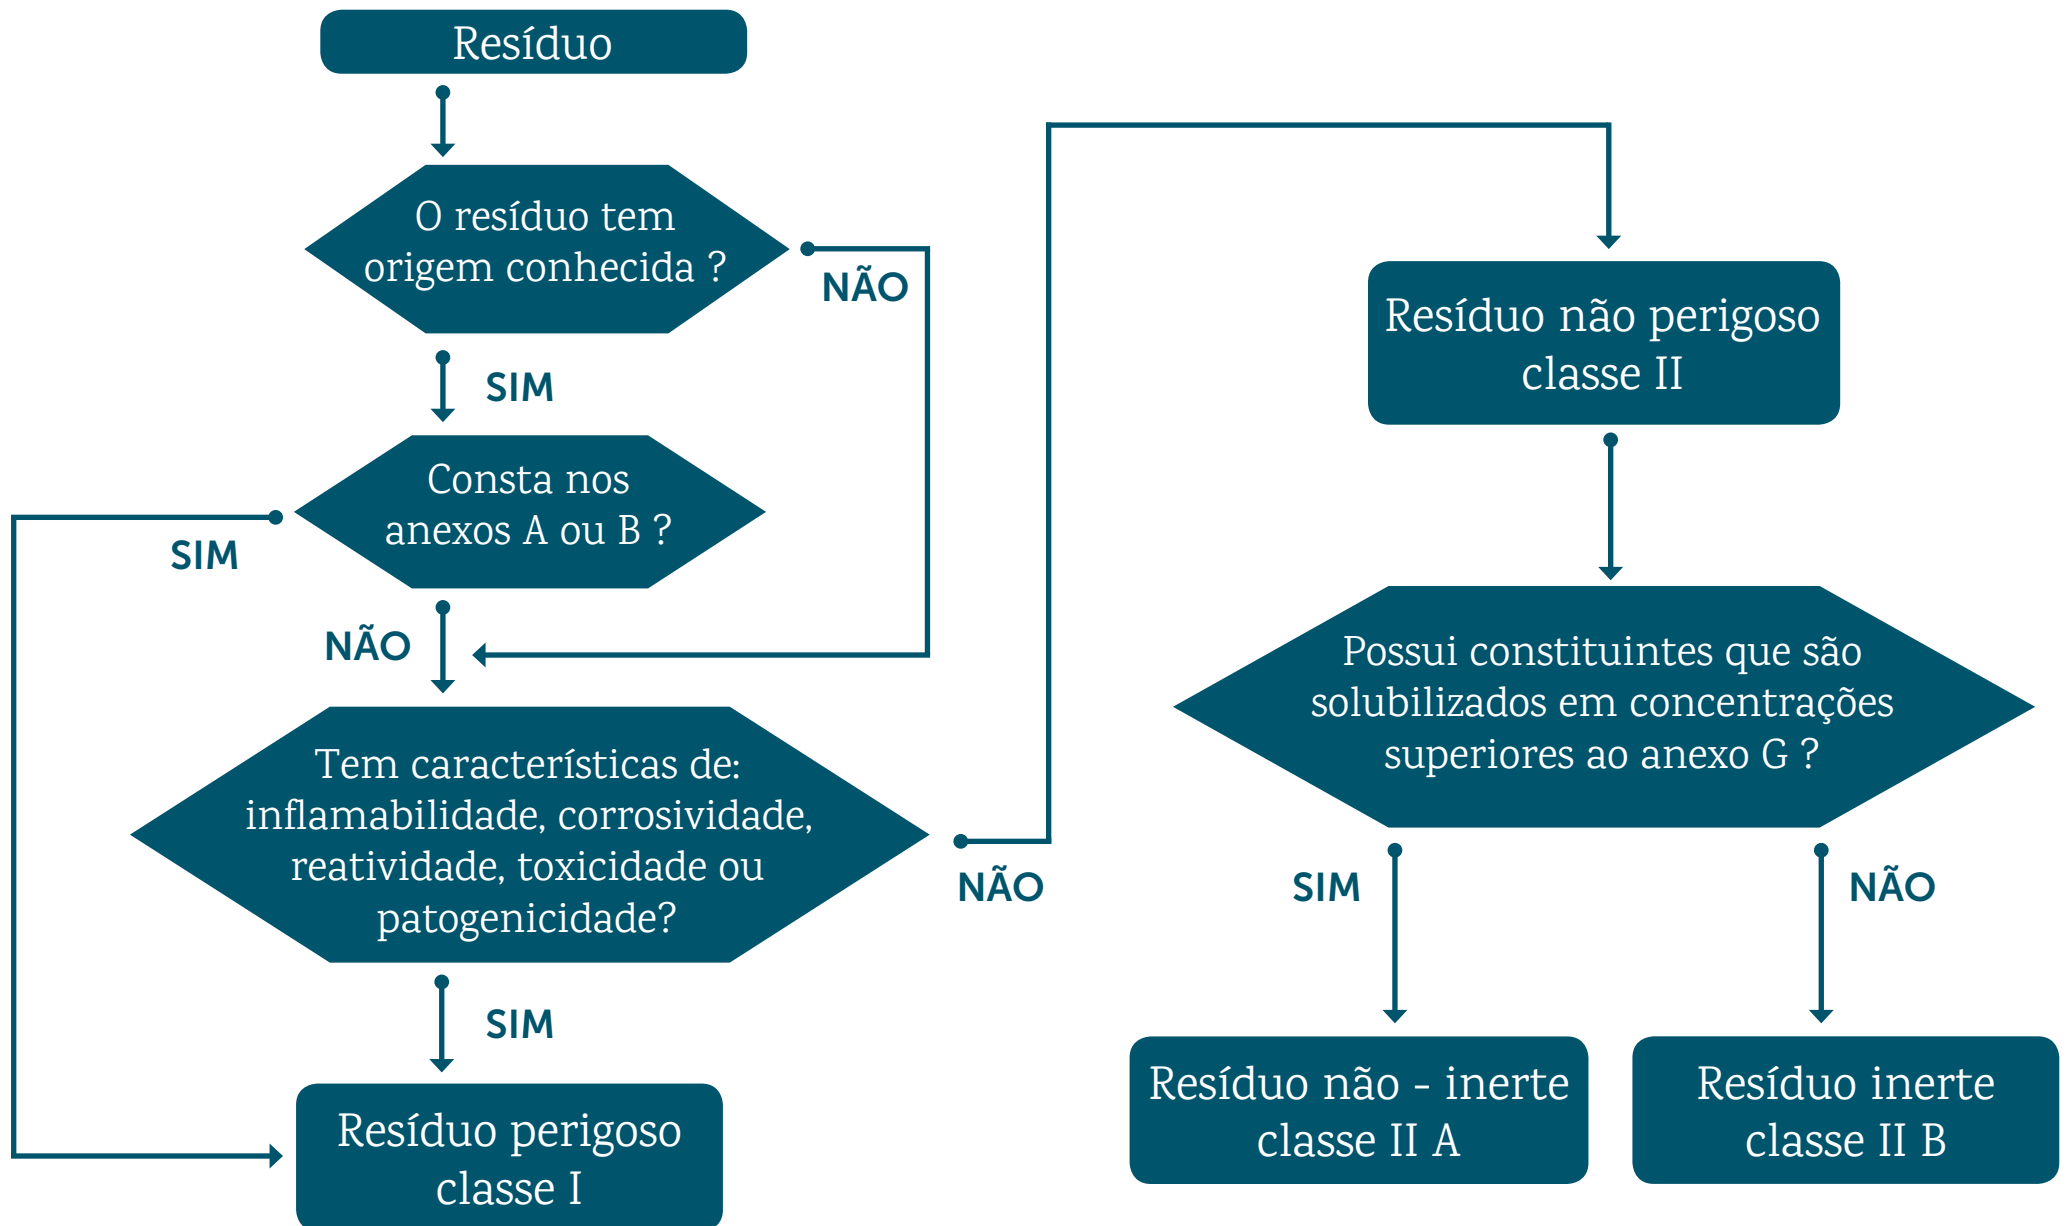 Resíduo
O resíduo tem
origem conhecida ?
NÃO
SIM
Consta nos
anexos A ou B ?
SIM
NÃO
Tem características de:
inflamabilidade, corrosividade,
reatividade, toxicidade ou
patogenicidade?
NÃO
SIM
Resíduo perigoso
classe I
Resíduo não perigoso
classe II
Possui constituintes que são
solubilizados em concentrações
superiores ao anexo G ?
SIM
NÃO
Resíduo não - inerte
classe II A
Resíduo inerte
classe II B